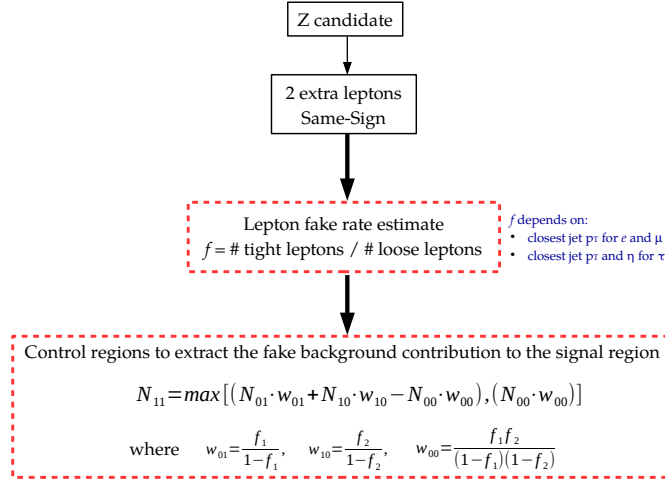 Z candidate
2 extra leptons
Same-Sign
Lepton fake rate estimate
f = # tight leptons / # loose leptons
f depends on:
• closest jet pT for e and μ
• closest jet pT and η for τ
Control regions to extract the fake background contribution to the signal region
N₁₁=max[(N₀₁·w₀₁+N₁₀·w₁₀−N₀₀·w₀₀),(N₀₀·w₀₀)]
where w₀₁=f₁/(1−f₁), w₁₀=f₂/(1−f₂), w₀₀=f₁f₂/((1−f₁)(1−f₂))